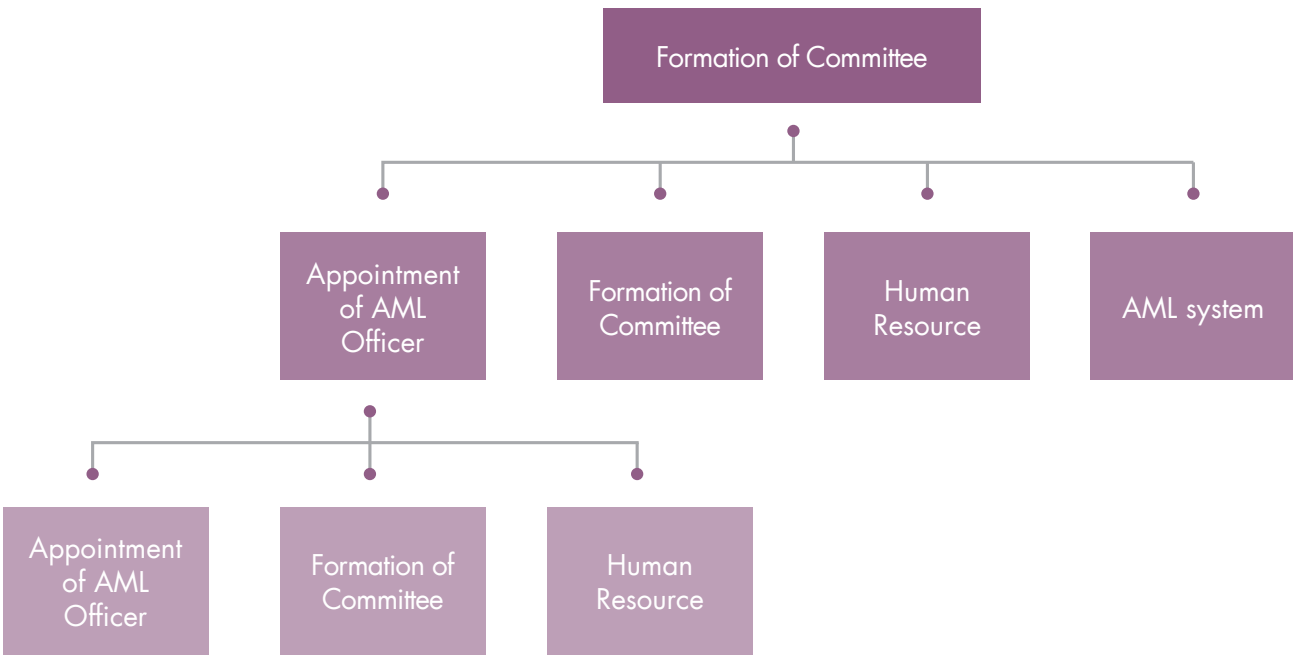 Formation of Committee
Appointment
of AML
Officer
Formation of
Committee
Human
Resource
AML system
Appointment
of AML
Officer
Formation of
Committee
Human
Resource